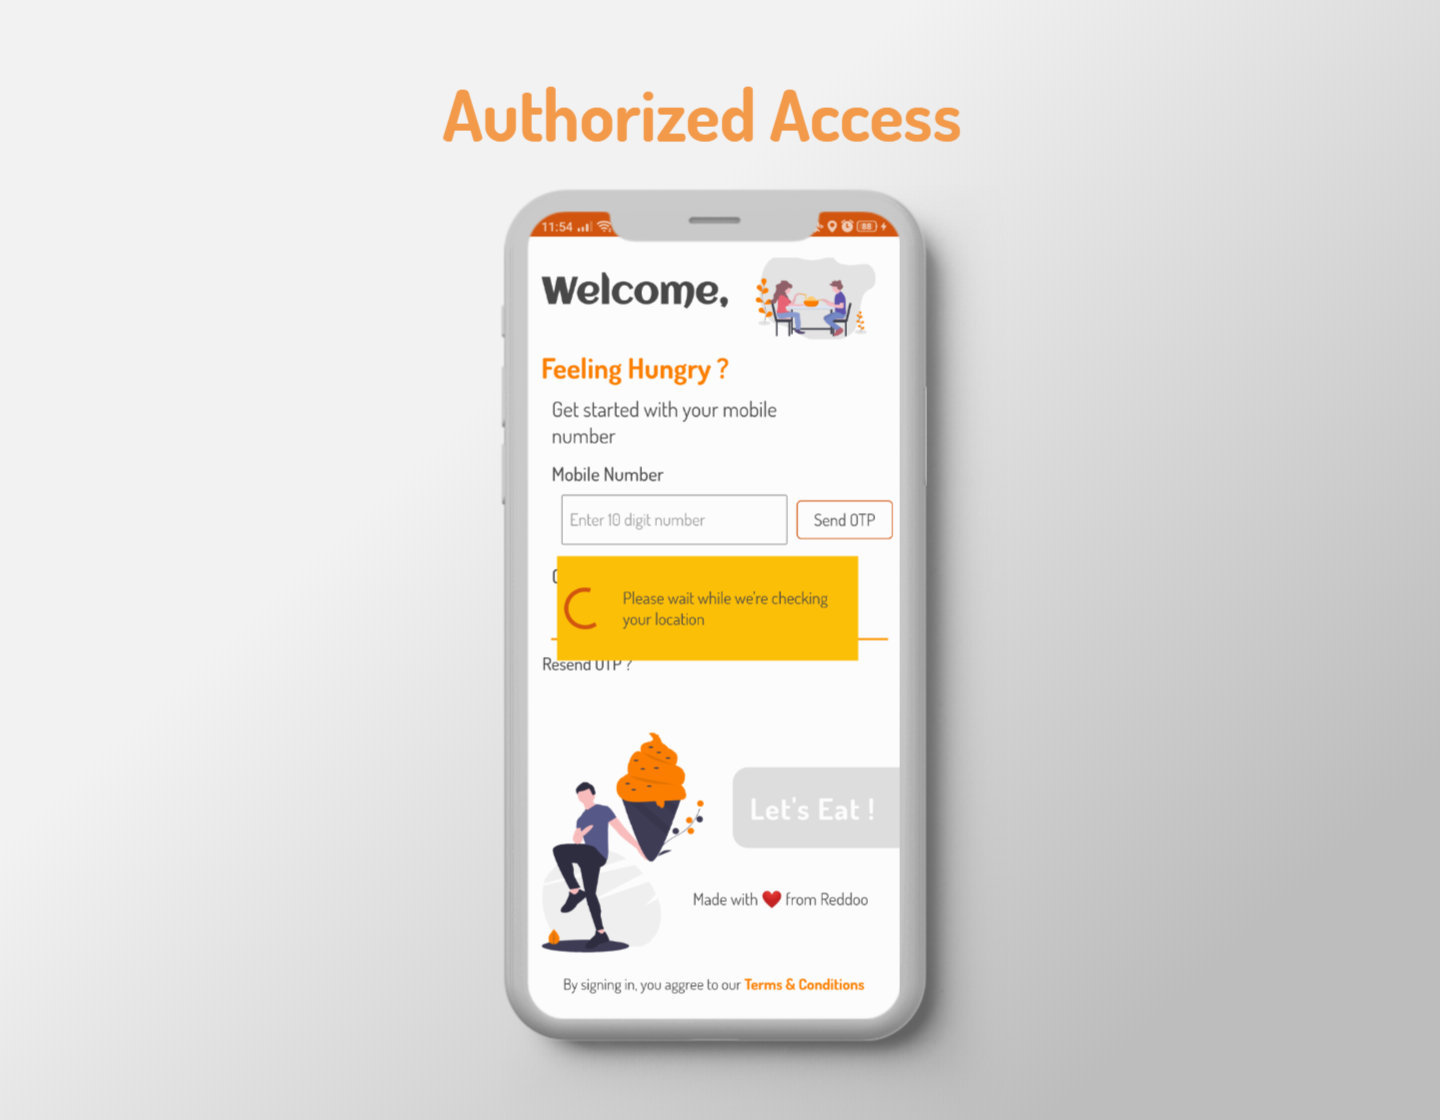 Authorized Access
11:54
88
Welcome,
Feeling Hungry ?
Get started with your mobile
number
Mobile Number
Enter 10 digit number
Send OTP
Please wait while we're checking
your location
Resend OTP ?
Let's Eat !
Made with ❤️ from Reddoo
By signing in, you aggree to our Terms & Conditions